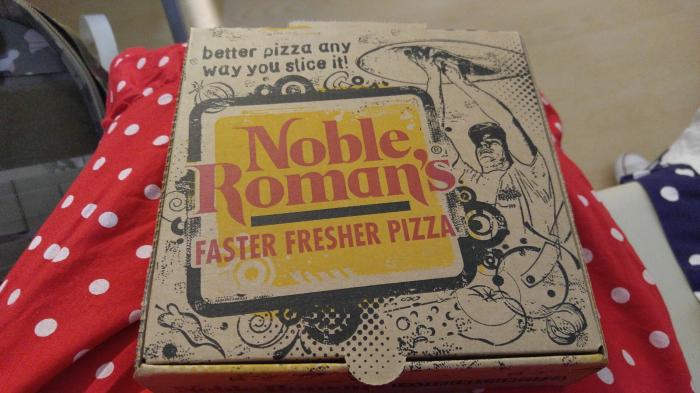 better pizza any
way you slice it!
Noble
Roman's®
FASTER FRESHER PIZZA